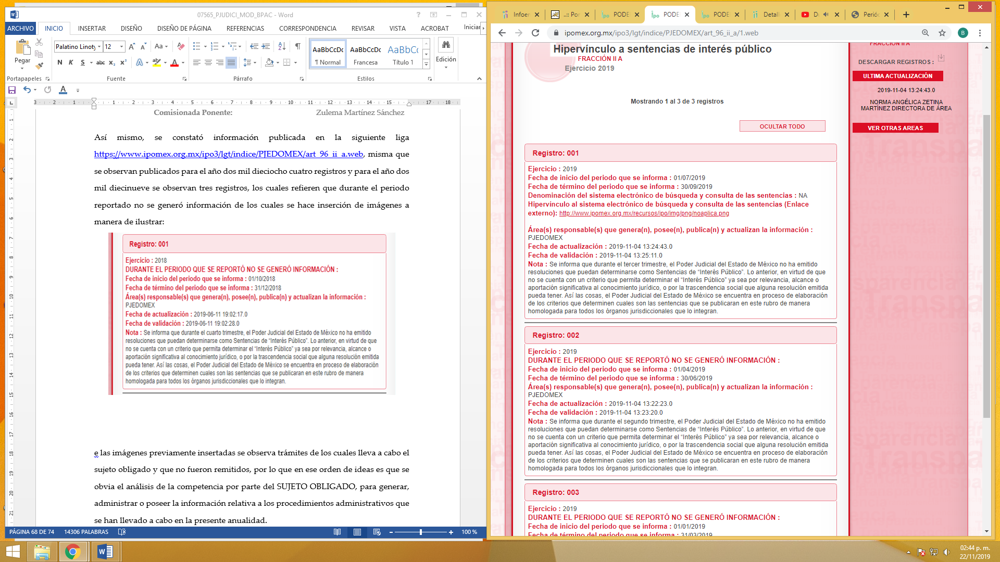 07565_PJUDICI_MOD_BPAC - Word
ARCHIVO INICIO INSERTAR DISEÑO DISEÑO DE PÁGINA REFERENCIAS CORRESPONDENCIA REVISAR VISTA ACROBAT Iniciar
Pegar
Palatino Linoty 12
N K S abc x₂ x²
AaBbCcDc AaBbCcDc AaBbCc
¶ Normal Francesa Título 1
Edición
Portapapeles Fuente Párrafo Estilos
Comisionada Ponente: Zulema Martínez Sánchez
Así mismo, se constató información publicada en la siguiente liga
https://www.ipomex.org.mx/ipo3/lgt/indice/PJEDOMEX/art_96_ii_a.web, misma que
se observan publicados para el año dos mil dieciocho cuatro registros y para el año dos
mil diecinueve se observan tres registros, los cuales refieren que durante el periodo
reportado no se generó información de los cuales se hace inserción de imágenes a
manera de ilustrar:
Registro: 001
Ejercicio : 2018
DURANTE EL PERIODO QUE SE REPORTÓ NO SE GENERÓ INFORMACIÓN :
Fecha de inicio del periodo que se informa : 01/10/2018
Fecha de término del periodo que se informa : 31/12/2018
Área(s) responsable(s) que genera(n), posee(n), publica(n) y actualizan la información :
PJEDOMEX
Fecha de actualización : 2019-06-11 19:02:17.0
Fecha de validación : 2019-06-11 19:02:28.0
Nota : Se informa que durante el cuarto trimestre, el Poder Judicial del Estado de México no ha emitido
resoluciones que puedan determinarse como Sentencias de “Interés Público”. Lo anterior, en virtud de que
no se cuenta con un criterio que permita determinar el “Interés Público” ya sea por relevancia, alcance o
aportación significativa al conocimiento jurídico, o por la trascendencia social que alguna resolución emitida
pueda tener. Así las cosas, el Poder Judicial del Estado de México se encuentra en proceso de elaboración
de los criterios que determinen cuales son las sentencias que se publicaran en este rubro de manera
homologada para todos los órganos jurisdiccionales que lo integran.
e las imágenes previamente insertadas se observa trámites de los cuales lleva a cabo el
sujeto obligado y que no fueron remitidos, por lo que en ese orden de ideas es que se
obvia el análisis de la competencia por parte del SUJETO OBLIGADO, para generar,
administrar o poseer la información relativa a los procedimientos administrativos que
se han llevado a cabo en la presente anualidad.
PÁGINA 68 DE 74 14306 PALABRAS 100 %
Infoen ..:: Por PODE PODE PODE Detall Du Perió
ipomex.org.mx/ipo3/lgt/indice/PJEDOMEX/art_96_ii_a/1.web B
Hipervínculo a sentencias de interés público
FRACCIÓN II A
Ejercicio 2019
Mostrando 1 al 3 de 3 registros
OCULTAR TODO
Registro: 001
Ejercicio : 2019
Fecha de inicio del periodo que se informa : 01/07/2019
Fecha de término del periodo que se informa : 30/09/2019
Denominación del sistema electrónico de búsqueda y consulta de las sentencias : NA
Hipervínculo al sistema electrónico de búsqueda y consulta de las sentencias (Enlace
externo): http://www.ipomex.org.mx/recursos/ipo/img/png/noaplica.png
Área(s) responsable(s) que genera(n), posee(n), publica(n) y actualizan la información :
PJEDOMEX
Fecha de actualización : 2019-11-04 13:24:43.0
Fecha de validación : 2019-11-04 13:25:11.0
Nota : Se informa que durante el tercer trimestre, el Poder Judicial del Estado de México no ha emitido
resoluciones que puedan determinarse como Sentencias de “Interés Público”. Lo anterior, en virtud de que
no se cuenta con un criterio que permita determinar el “Interés Público” ya sea por relevancia, alcance o
aportación significativa al conocimiento jurídico, o por la trascendencia social que alguna resolución emitida
pueda tener. Así las cosas, el Poder Judicial del Estado de México se encuentra en proceso de elaboración
de los criterios que determinen cuales son las sentencias que se publicaran en este rubro de manera
homologada para todos los órganos jurisdiccionales que lo integran.
Registro: 002
Ejercicio : 2019
DURANTE EL PERIODO QUE SE REPORTÓ NO SE GENERÓ INFORMACIÓN :
Fecha de inicio del periodo que se informa : 01/04/2019
Fecha de término del periodo que se informa : 30/06/2019
Área(s) responsable(s) que genera(n), posee(n), publica(n) y actualizan la información :
PJEDOMEX
Fecha de actualización : 2019-11-04 13:22:23.0
Fecha de validación : 2019-11-04 13:23:20.0
Nota : Se informa que durante el segundo trimestre, el Poder Judicial del Estado de México no ha emitido
resoluciones que puedan determinarse como Sentencias de “Interés Público”. Lo anterior, en virtud de que
no se cuenta con un criterio que permita determinar el “Interés Público” ya sea por relevancia, alcance o
aportación significativa al conocimiento jurídico, o por la trascendencia social que alguna resolución emitida
pueda tener. Así las cosas, el Poder Judicial del Estado de México se encuentra en proceso de elaboración
de los criterios que determinen cuales son las sentencias que se publicaran en este rubro de manera
homologada para todos los órganos jurisdiccionales que lo integran.
Registro: 003
Ejercicio : 2019
DURANTE EL PERIODO QUE SE REPORTÓ NO SE GENERÓ INFORMACIÓN :
Fecha de inicio del periodo que se informa : 01/01/2019
Fecha de término del periodo que se informa : 31/03/2019
FRACCIÓN II A
DESCARGAR REGISTROS :
ULTIMA ACTUALIZACIÓN
2019-11-04 13:24:43.0
NORMA ANGÉLICA ZETINA
MARTÍNEZ DIRECTORA DE ÁREA
VER OTRAS AREAS
02:44 p. m.
22/11/2019